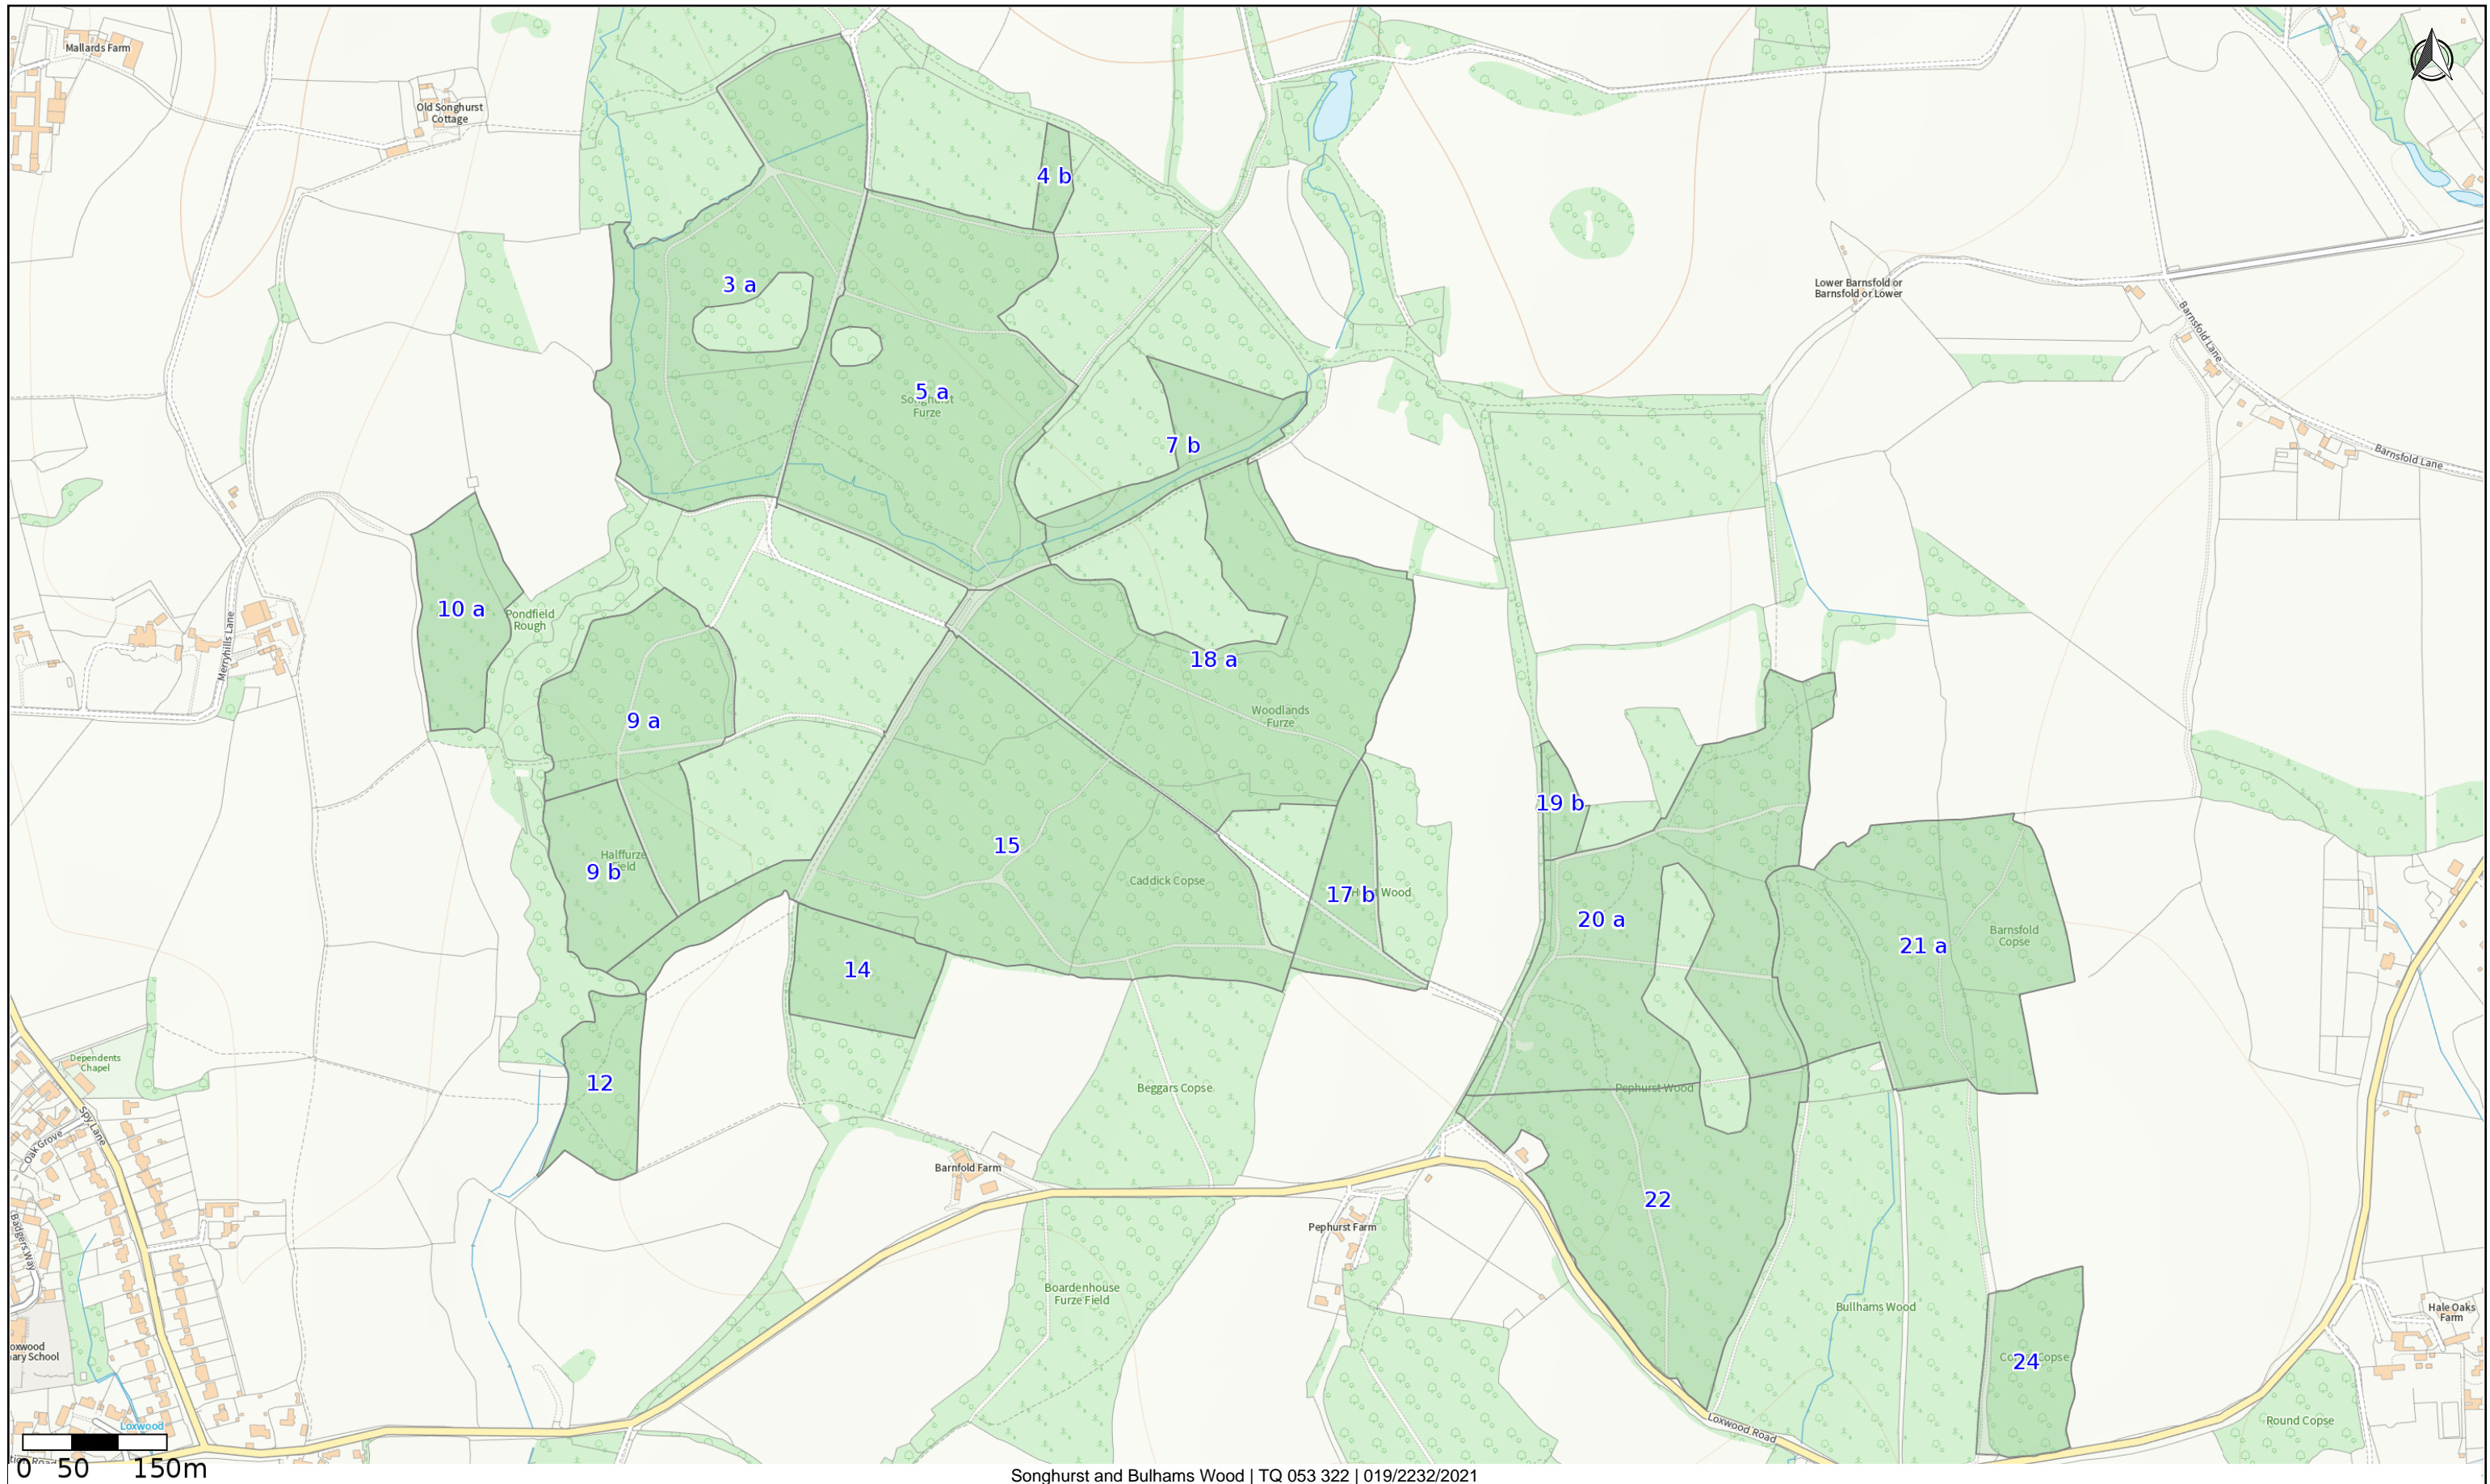 Mallards Farm
Old Songhurst
Cottage
4 b
3 a
Lower Barnsfold or
Barnsfold or Lower
Barnsfold Lane
5 a
Songhurst
Furze
7 b
Barnsfold Lane
10 a
Pondfield
Rough
Merryhills Lane
18 a
9 a
Woodlands
Furze
19 b
15
Halffurze
Field
9 b
Caddick Copse
17 b
Wood
20 a
21 a
Barnsfold
Copse
14
Dependents
Chapel
12
Beggars Copse
Pephurst Wood
Spy Lane
Oak Grove
Barnfold Farm
22
Badgers Way
Pephurst Farm
Boardenhouse
Furze Field
Bullhams Wood
Hale Oaks
Farm
oxwood
ary School
24
Copse
Loxwood
Loxwood Road
Round Copse
0 50 150m
Songhurst and Bulhams Wood | TQ 053 322 | 019/2232/2021